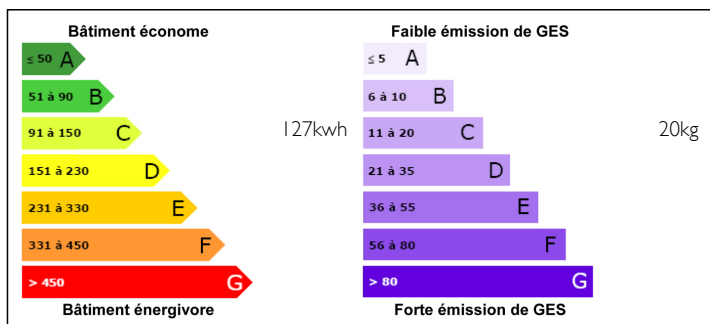 Bâtiment économe
≤ 50 A
51 à 90 B
91 à 150 C
127kwh
151 à 230 D
231 à 330 E
331 à 450 F
> 450 G
Bâtiment énergivore
Faible émission de GES
≤ 5 A
6 à 10 B
11 à 20 C
20kg
21 à 35 D
36 à 55 E
56 à 80 F
> 80 G
Forte émission de GES